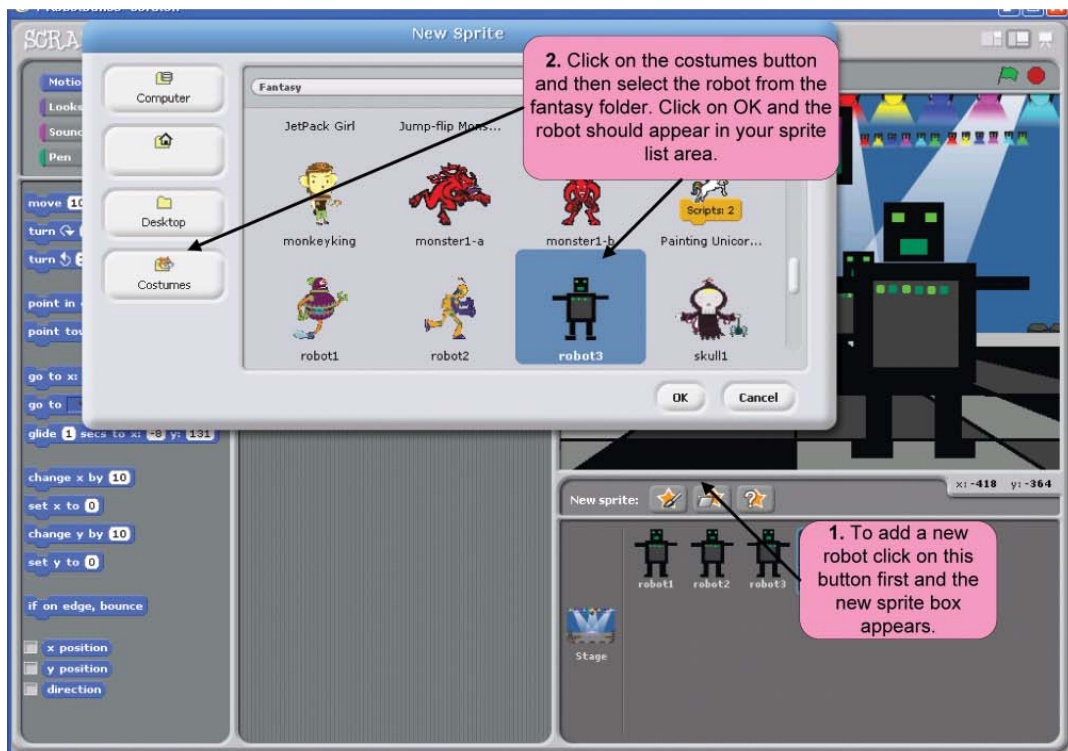 New Sprite
SCRA
Computer
Desktop
Costumes
Fantasy
JetPack Girl
Jump-flip Mons...
monkeyking
monster1-a
monster1-b
Scripts: 2
Painting Unicor...
robot1
robot2
robot3
skull1
OK
Cancel
2. Click on the costumes button
and then select the robot from the
fantasy folder. Click on OK and the
robot should appear in your sprite
list area.
Motio
Looks
Sound
Pen
move 10
turn
turn
point in
point tow
go to x:
go to
glide 1 secs to x: -8 y: 131
change x by 10
set x to 0
change y by 10
set y to 0
if on edge, bounce
x position
y position
direction
x: -418 y: -364
New sprite:
robot1
robot2
robot3
Stage
1. To add a new
robot click on this
button first and the
new sprite box
appears.